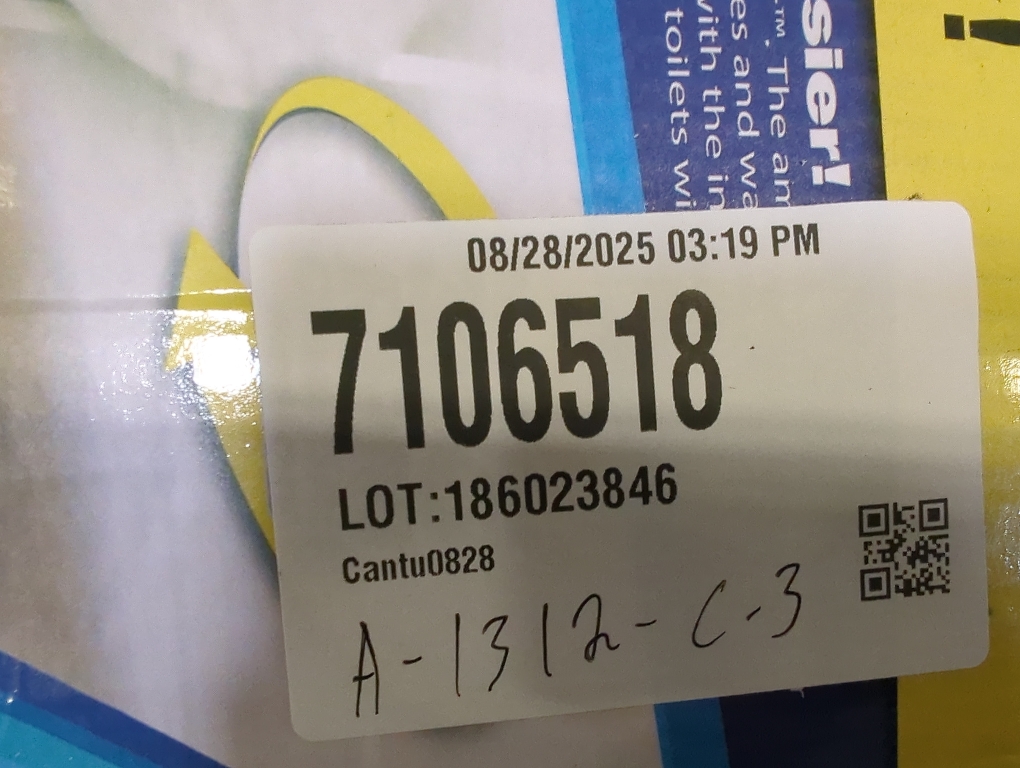 sier!
™. The am
es and wa
with the in
toilets wi
!
08/28/2025 03:19 PM
7106518
LOT:186023846
Cantu0828
A-1312-C-3